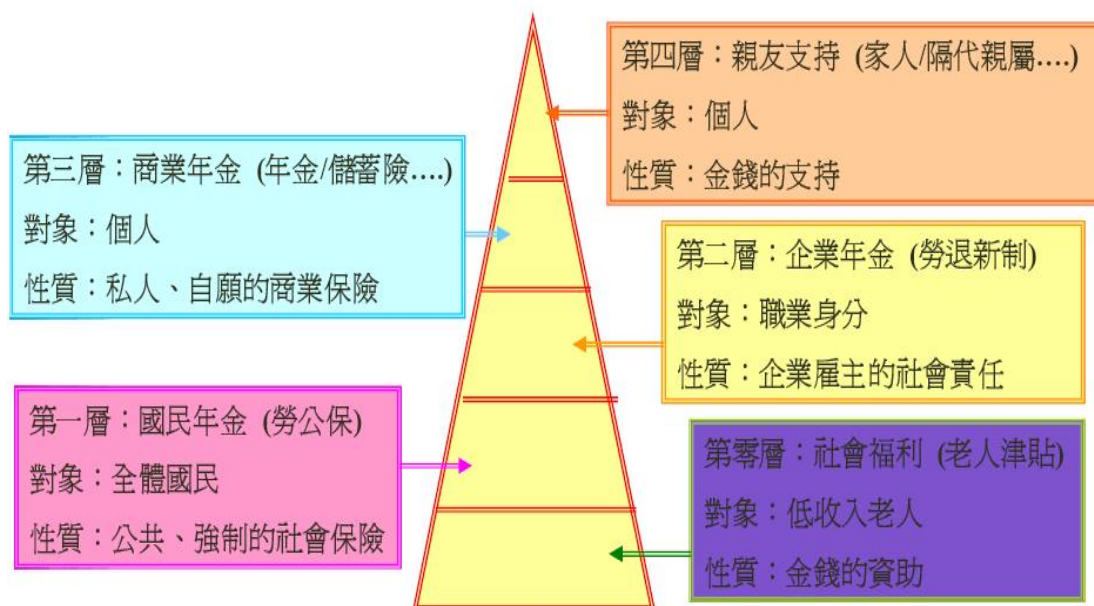 第四層：親友支持 (家人/隔代親屬....)
對象：個人
性質：金錢的支持
第三層：商業年金 (年金/儲蓄險....)
對象：個人
性質：私人、自願的商業保險
第二層：企業年金 (勞退新制)
對象：職業身分
性質：企業雇主的社會責任
第一層：國民年金 (勞公保)
對象：全體國民
性質：公共、強制的社會保險
第零層：社會福利 (老人津貼)
對象：低收入老人
性質：金錢的資助